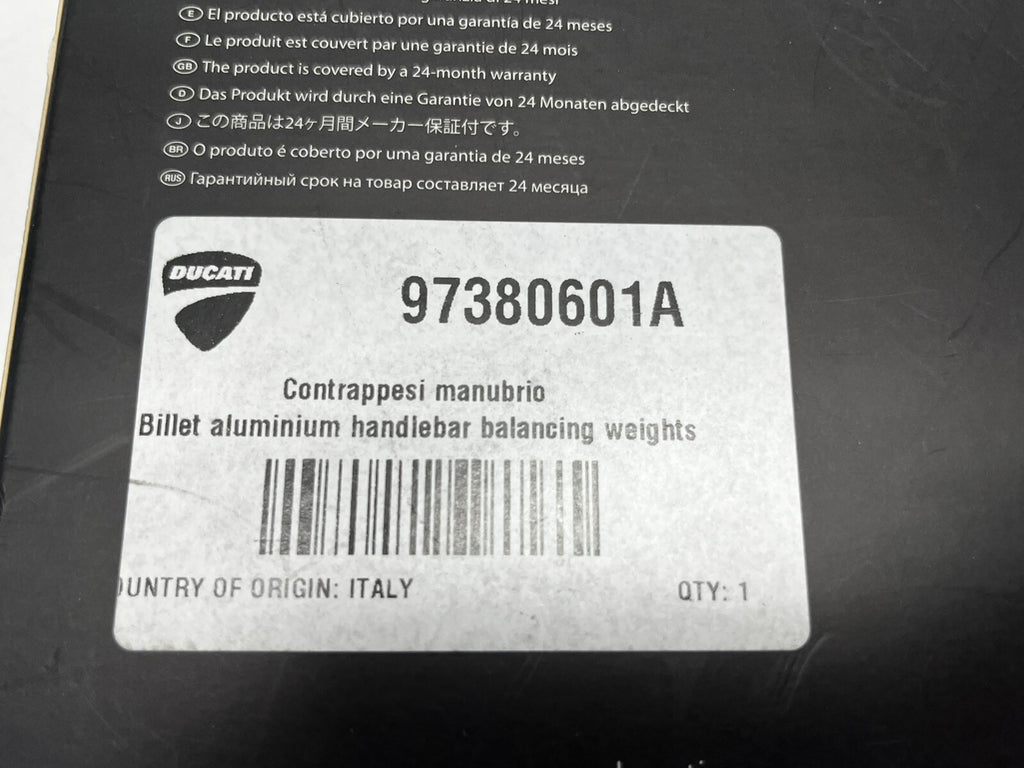 Ⓔ El producto está cubierto por una garantía de 24 meses
Ⓕ Le produit est couvert par une garantie de 24 mois
GB The product is covered by a 24-month warranty
Ⓓ Das Produkt wird durch eine Garantie von 24 Monaten abgedeckt
Ⓙ この商品は24ヶ月間メーカー保証付です。
BR O produto é coberto por uma garantia de 24 meses
RUS Гарантийный срок на товар составляет 24 месяца
DUCATI
97380601A
Contrappesi manubrio
Billet aluminium handlebar balancing weights
OUNTRY OF ORIGIN: ITALY QTY: 1